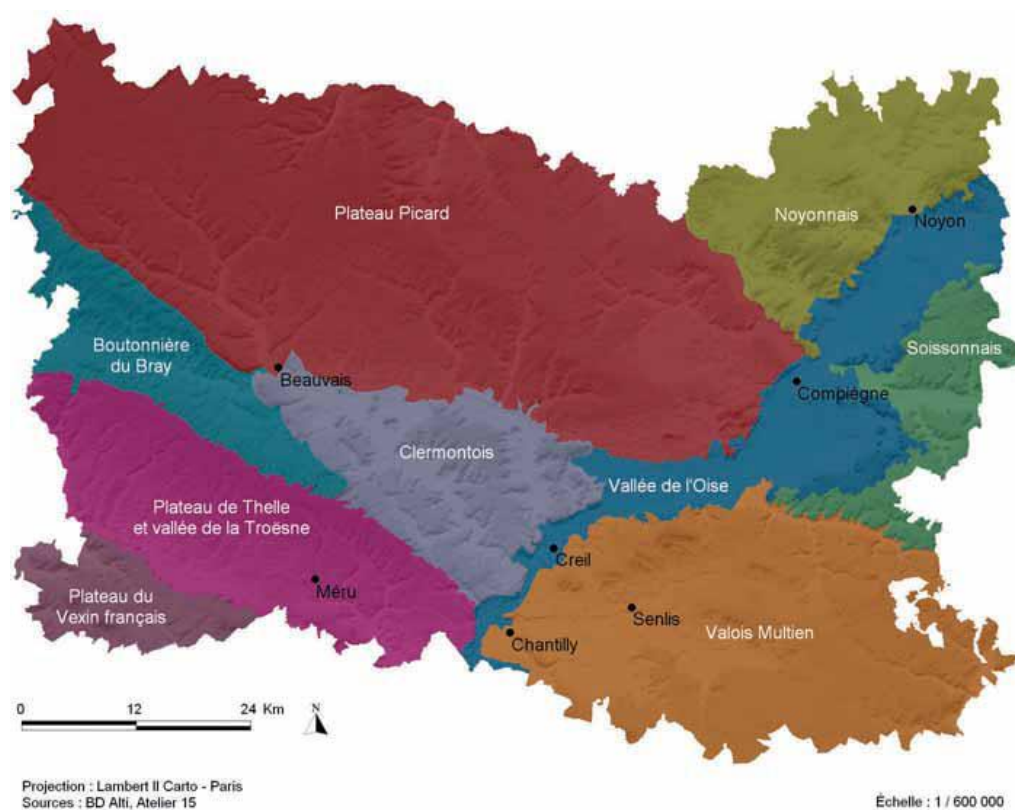 Plateau Picard
Noyonnais
Noyon
Boutonnière
du Bray
Beauvais
Soissonnais
Compiègne
Clermontois
Vallée de l'Oise
Plateau de Thelle
et vallée de la Troësne
Creil
Plateau du
Vexin français
Méru
Senlis
Chantilly
Valois Multien
0 12 24 Km
N
Projection : Lambert II Carto - Paris
Sources : BD Alti, Atelier 15
Échelle : 1 / 600 000